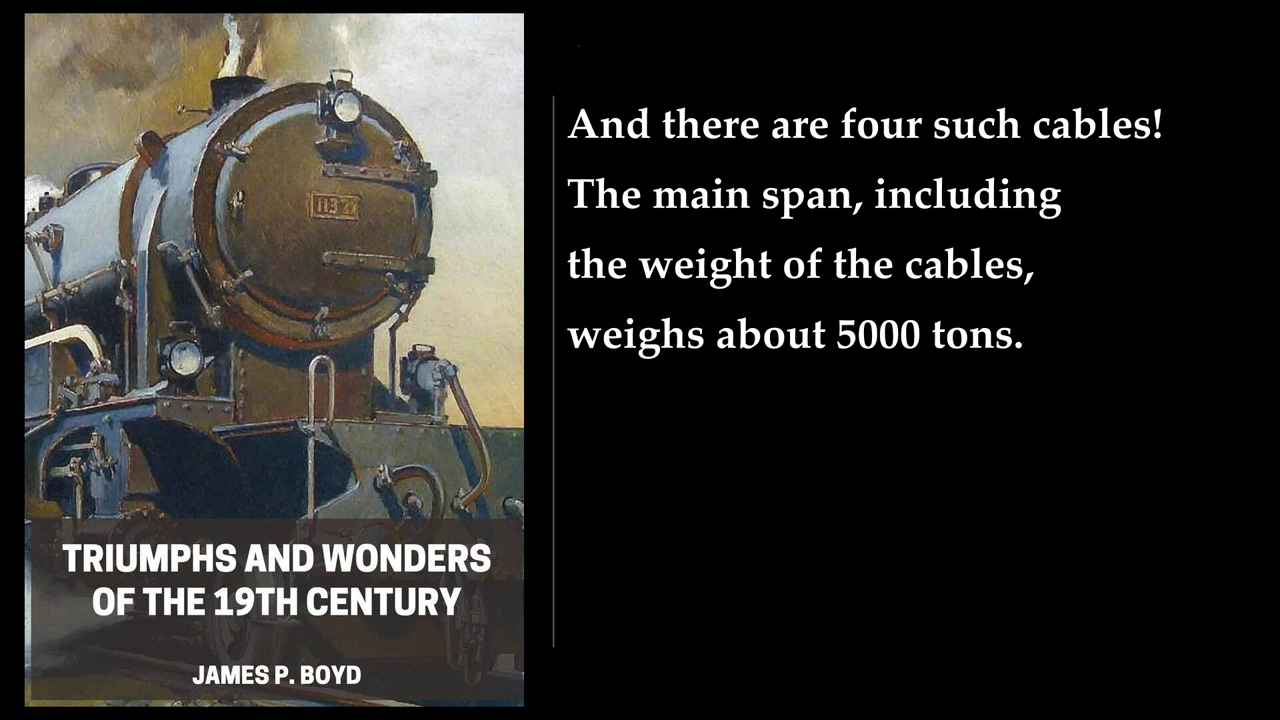 And there are four such cables!
The main span, including
the weight of the cables,
weighs about 5000 tons.
TRIUMPHS AND WONDERS
OF THE 19TH CENTURY
JAMES P. BOYD